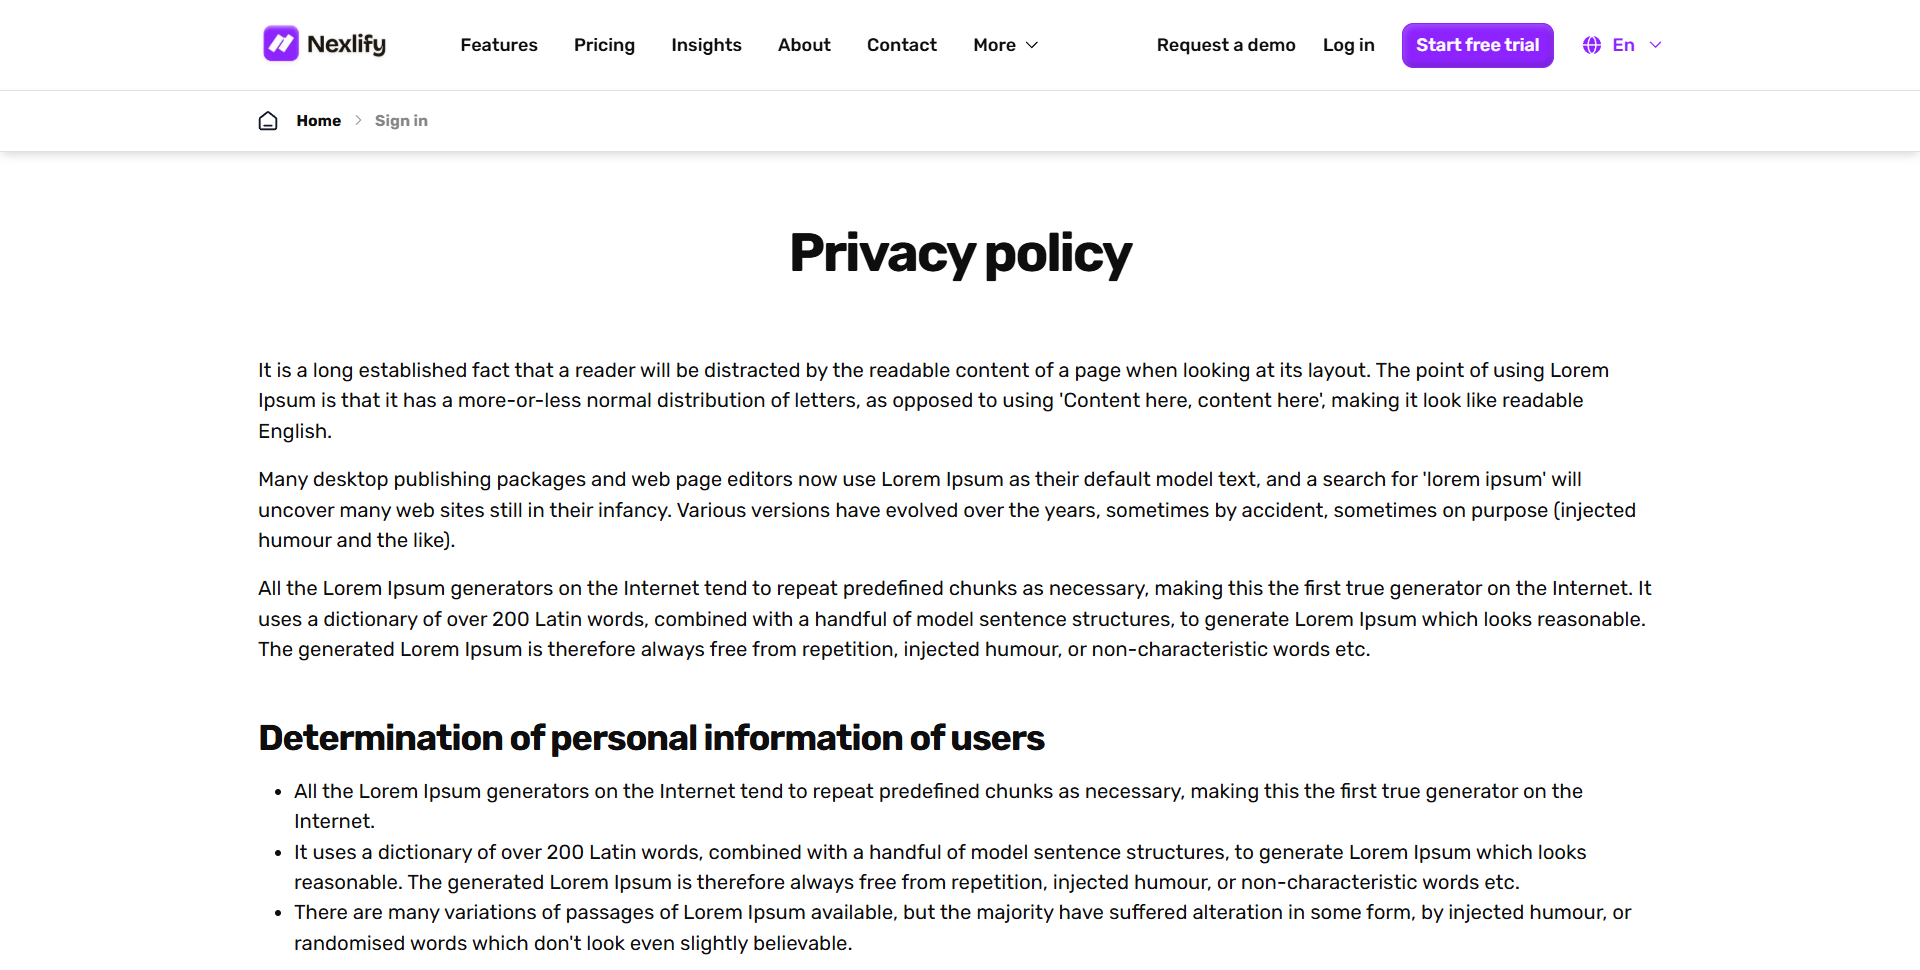 Nexlify
Features
Pricing
Insights
About
Contact
More
Request a demo
Log in
Start free trial
En
Home
Sign in
Privacy policy
It is a long established fact that a reader will be distracted by the readable content of a page when looking at its layout. The point of using Lorem
Ipsum is that it has a more-or-less normal distribution of letters, as opposed to using 'Content here, content here', making it look like readable
English.
Many desktop publishing packages and web page editors now use Lorem Ipsum as their default model text, and a search for 'lorem ipsum' will
uncover many web sites still in their infancy. Various versions have evolved over the years, sometimes by accident, sometimes on purpose (injected
humour and the like).
All the Lorem Ipsum generators on the Internet tend to repeat predefined chunks as necessary, making this the first true generator on the Internet. It
uses a dictionary of over 200 Latin words, combined with a handful of model sentence structures, to generate Lorem Ipsum which looks reasonable.
The generated Lorem Ipsum is therefore always free from repetition, injected humour, or non-characteristic words etc.
Determination of personal information of users
• All the Lorem Ipsum generators on the Internet tend to repeat predefined chunks as necessary, making this the first true generator on the
Internet.
• It uses a dictionary of over 200 Latin words, combined with a handful of model sentence structures, to generate Lorem Ipsum which looks
reasonable. The generated Lorem Ipsum is therefore always free from repetition, injected humour, or non-characteristic words etc.
• There are many variations of passages of Lorem Ipsum available, but the majority have suffered alteration in some form, by injected humour, or
randomised words which don't look even slightly believable.